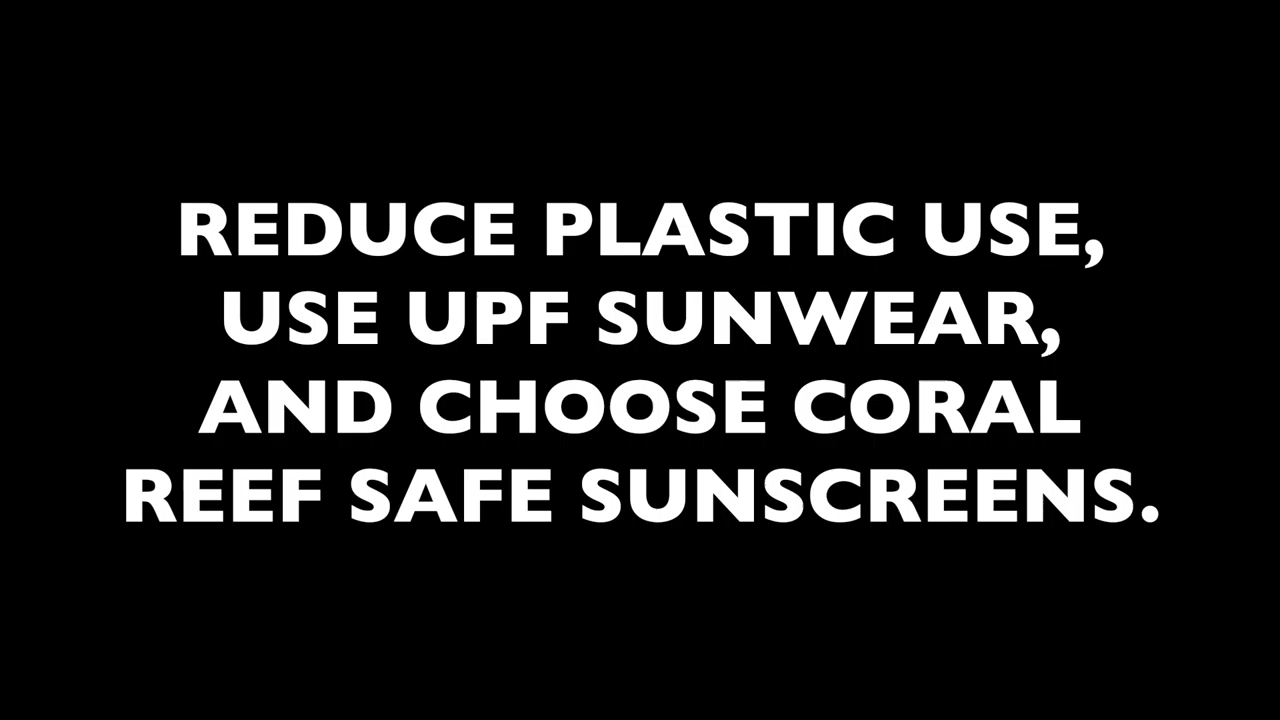 REDUCE PLASTIC USE,
USE UPF SUNWEAR,
AND CHOOSE CORAL
REEF SAFE SUNSCREENS.